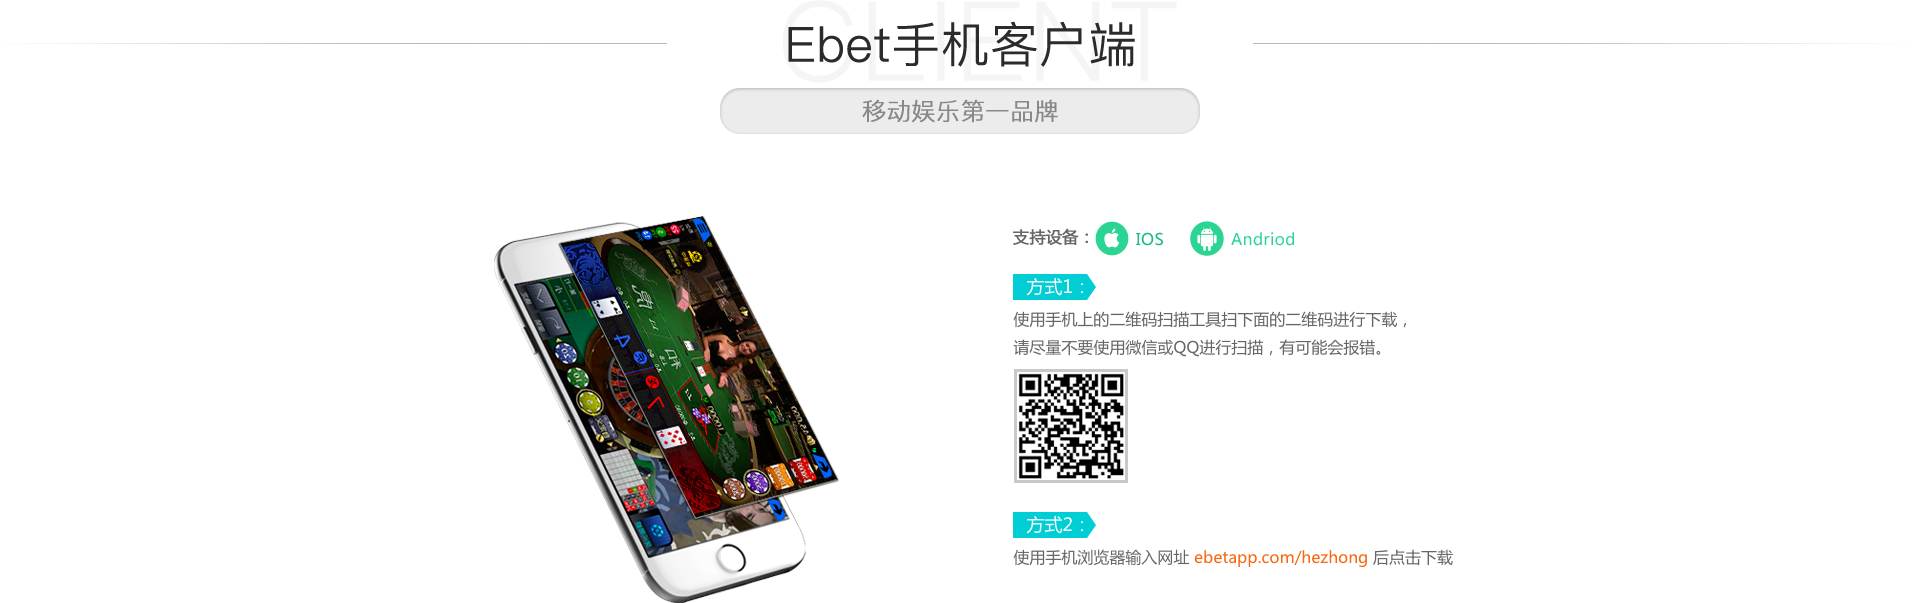 CLIENT
Ebet手机客户端
移动娱乐第一品牌
支持设备： IOS Andriod
方式1：
使用手机上的二维码扫描工具扫下面的二维码进行下载，
请尽量不要使用微信或QQ进行扫描，有可能会报错。
方式2：
使用手机浏览器输入网址 ebetapp.com/hezhong 后点击下载